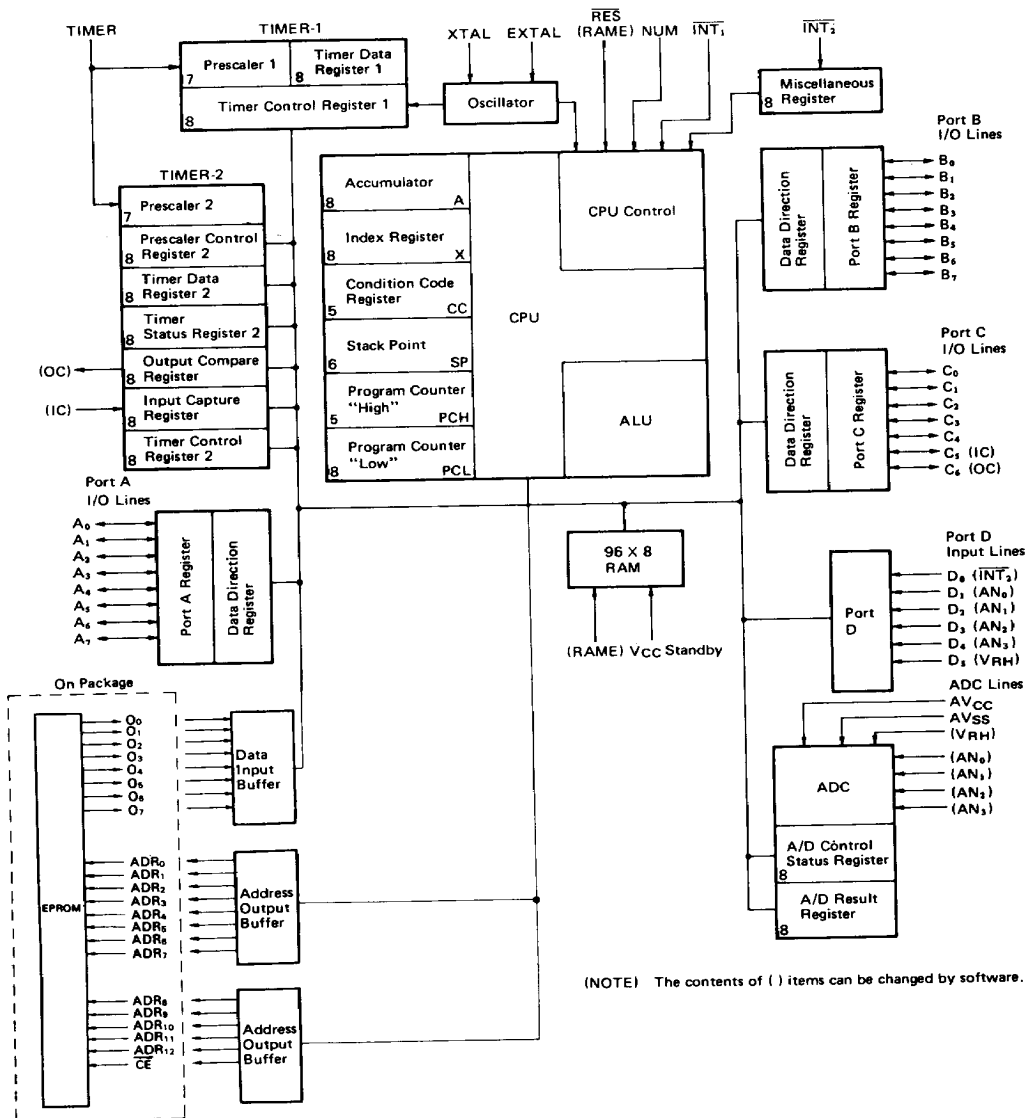 TIMER
TIMER-1
Prescaler 1
7
Timer Data
Register 1
8
Timer Control Register 1
8
XTAL
EXTAL
Oscillator
RES
(RAME)
NUM
INT₁
INT₂
Miscellaneous
Register
8
TIMER-2
Prescaler 2
7
Prescaler Control
Register 2
8
Timer Data
Register 2
8
Timer
Status Register 2
8
(OC)
Output Compare
Register
8
(IC)
Input Capture
Register
8
Timer Control
Register 2
8
Accumulator
8
A
Index Register
8
X
Condition Code
Register
5
CC
Stack Point
6
SP
Program Counter
"High"
5
PCH
Program Counter
"Low"
8
PCL
CPU
CPU Control
ALU
Port B
I/O Lines
Data Direction
Register
Port B Register
B₀
B₁
B₂
B₃
B₄
B₅
B₆
B₇
Port C
I/O Lines
Data Direction
Register
Port C Register
C₀
C₁
C₂
C₃
C₄
C₅ (IC)
C₆ (OC)
Port A
I/O Lines
A₀
A₁
A₂
A₃
A₄
A₅
A₆
A₇
Port A Register
Data Direction
Register
96 X 8
RAM
(RAME)
VCC Standby
Port D
Input Lines
Port
D
D₀ (INT₂)
D₁ (AN₀)
D₂ (AN₁)
D₃ (AN₂)
D₄ (AN₃)
D₅ (VRH)
ADC Lines
AVCC
AVSS
(VRH)
ADC
(AN₀)
(AN₁)
(AN₂)
(AN₃)
A/D Control
Status Register
8
A/D Result
Register
8
On Package
EPROM
O₀
O₁
O₂
O₃
O₄
O₅
O₆
O₇
Data
Input
Buffer
ADR₀
ADR₁
ADR₂
ADR₃
ADR₄
ADR₅
ADR₆
ADR₇
Address
Output
Buffer
ADR₈
ADR₉
ADR₁₀
ADR₁₁
ADR₁₂
CE
Address
Output
Buffer
(NOTE) The contents of ( ) items can be changed by software.